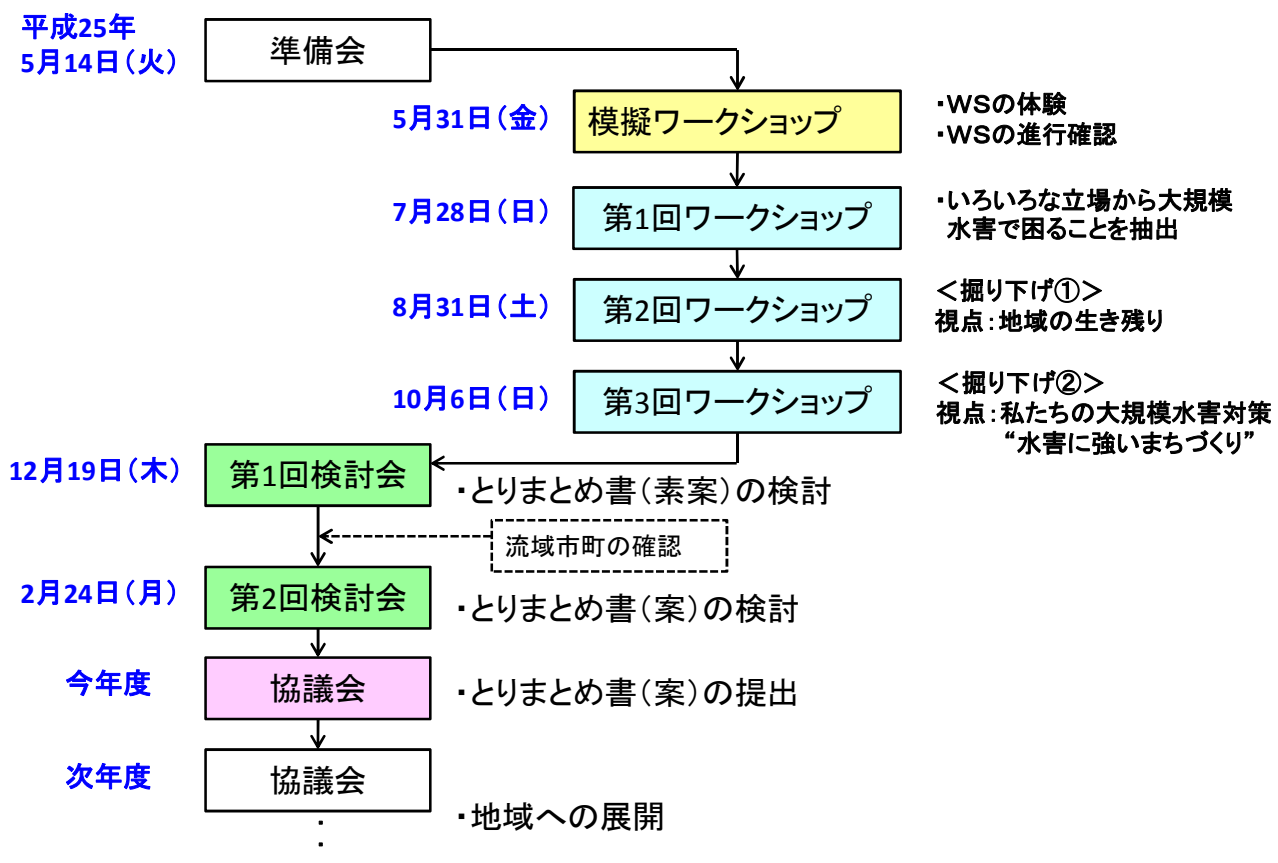 平成25年
5月14日(火)
準備会
5月31日(金)
模擬ワークショップ
・WSの体験
・WSの進行確認
7月28日(日)
第1回ワークショップ
・いろいろな立場から大規模
水害で困ることを抽出
8月31日(土)
第2回ワークショップ
<掘り下げ①>
視点:地域の生き残り
10月6日(日)
第3回ワークショップ
<掘り下げ②>
視点:私たちの大規模水害対策
“水害に強いまちづくり”
12月19日(木)
第1回検討会
・とりまとめ書(素案)の検討
流域市町の確認
2月24日(月)
第2回検討会
・とりまとめ書(案)の検討
今年度
協議会
・とりまとめ書(案)の提出
次年度
協議会
・地域への展開